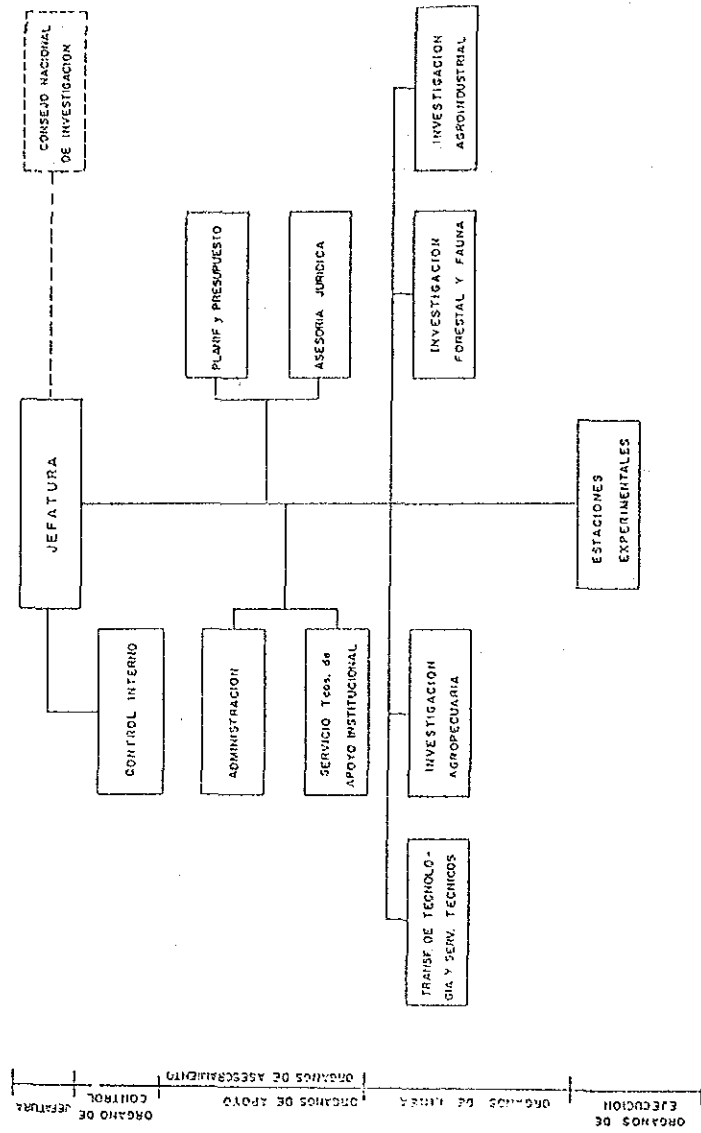 CONSEJO NACIONAL
DE INVESTIGACION
JEFATURA
CONTROL INTERNO
PLANIF y PRESUPUESTO
ASESORIA JURIDICA
ADMINISTRACION
SERVICIO Tcos. de
APOYO INSTITUCIONAL
TRANSF. DE TECNOLO-
GIA Y SERV. TECNICOS
INVESTIGACION
AGROPECUARIA
INVESTIGACION
FORESTAL Y FAUNA
INVESTIGACION
AGROINDUSTRIAL
ESTACIONES
EXPERIMENTALES
JEFATURA
ORGANO DE
CONTROL
ORGANOS DE APOYO
ORGANOS DE ASESORAMIENTO
ORGANOS DE LINEA
ORGANOS DE
EJECUCION